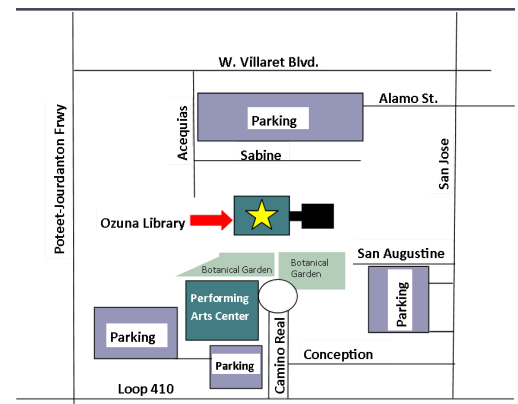 W. Villaret Blvd.
Alamo St.
Parking
Acequias
Sabine
Poteet-Jourdanton Frwy
San Jose
Ozuna Library
San Augustine
Botanical Garden
Botanical
Garden
Performing
Arts Center
Parking
Parking
Parking
Camino Real
Conception
Loop 410